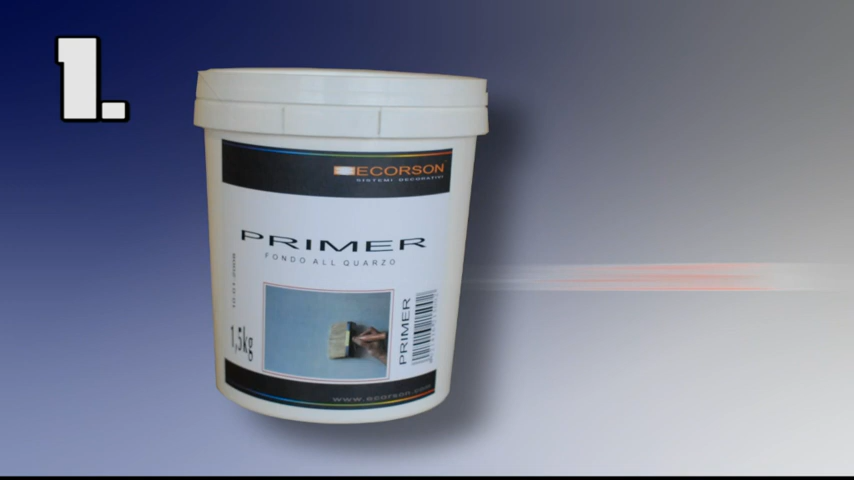 1.
ECORSON
SISTEMI DECORATIVI
PRIMER
FONDO ALL QUARZO
1,5kg
PRIMER
www.ecorson.com